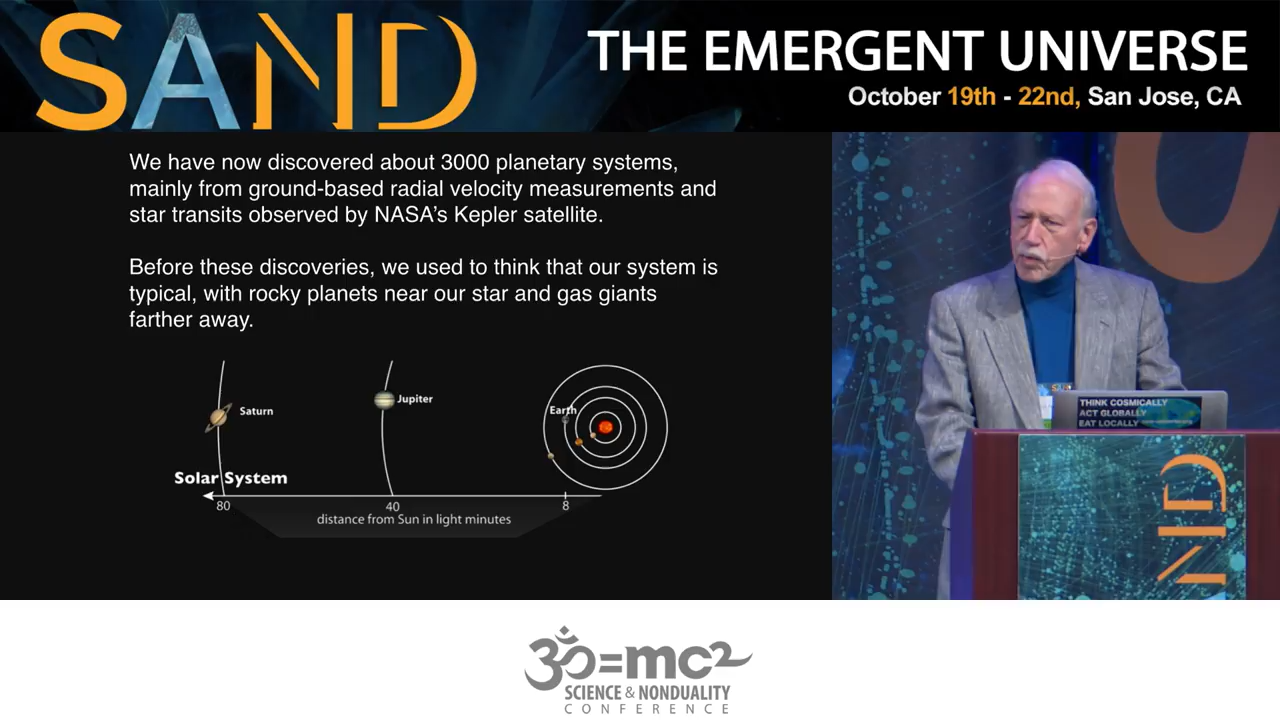 SAND
THE EMERGENT UNIVERSE
October 19th - 22nd, San Jose, CA
We have now discovered about 3000 planetary systems,
mainly from ground-based radial velocity measurements and
star transits observed by NASA's Kepler satellite.
Before these discoveries, we used to think that our system is
typical, with rocky planets near our star and gas giants
farther away.
Saturn
Jupiter
Earth
Solar System
80
40
8
distance from Sun in light minutes
THINK COSMICALLY
ACT GLOBALLY
EAT LOCALLY
ND
ॐ=mc²
SCIENCE & NONDUALITY
CONFERENCE